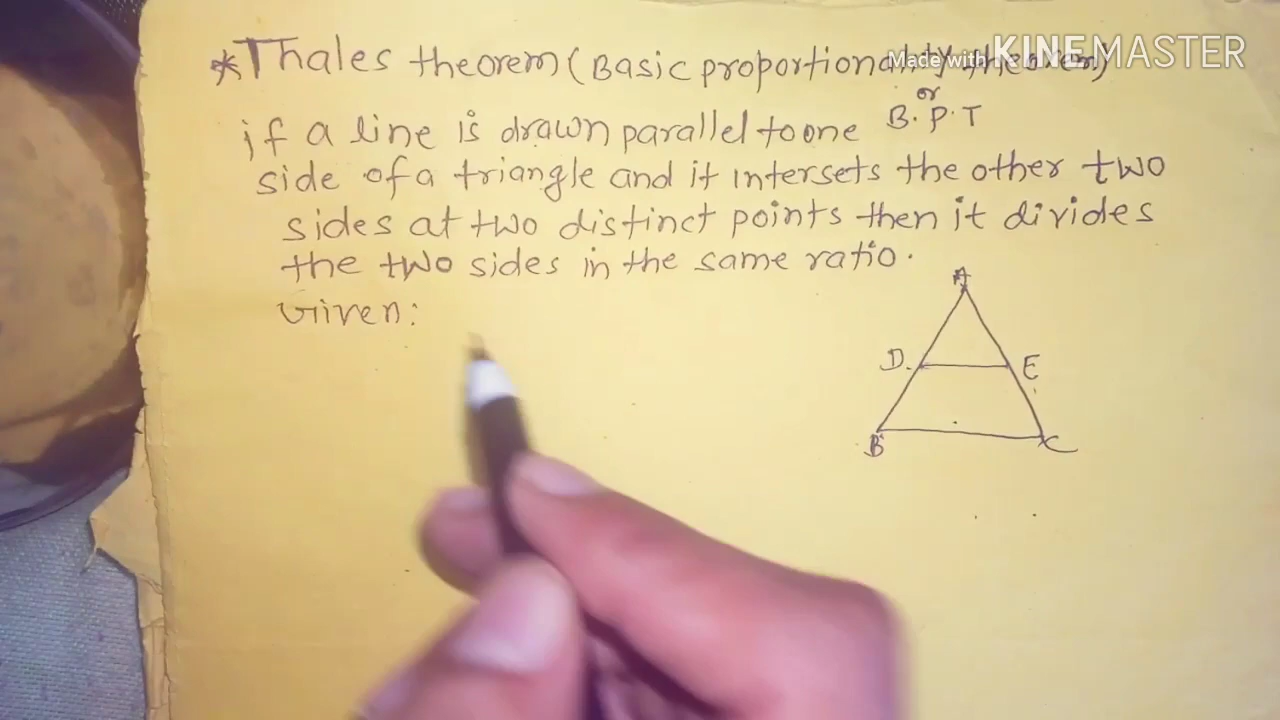 *Thales theorem (Basic proportionality theorem)
or
B.P.T
if a line is drawn parallel to one
side of a triangle and it intersets the other two
sides at two distinct points then it divides
the two sides in the same ratio.
Given:
A
D
E
B
C
Made with KINEMASTER